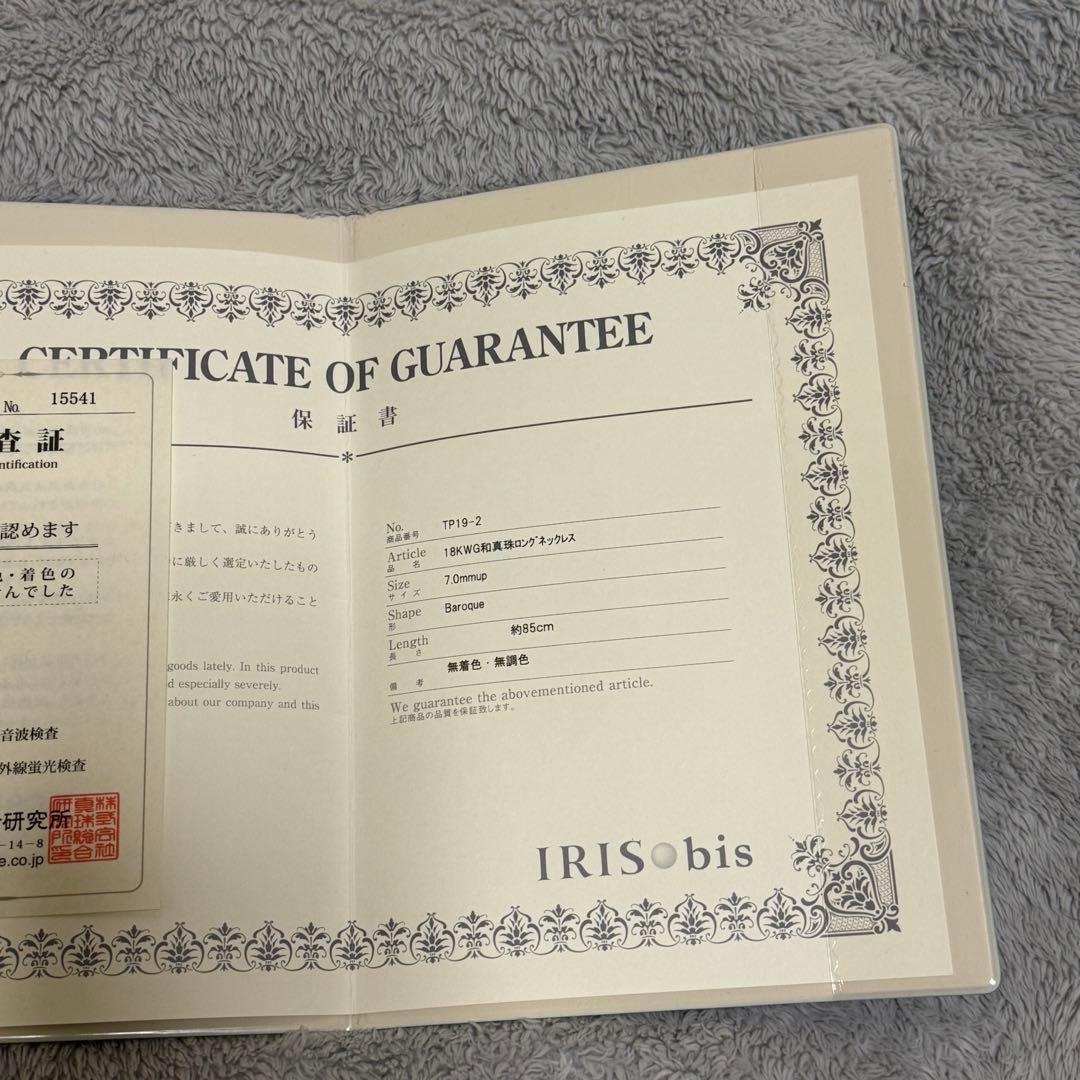 CERTIFICATE OF GUARANTEE
保証書
*
No. 15541
査証
ntification
認めます
・着色の
んでした
音波検査
外線蛍光検査
研究所
-14-8
e.co.jp
きまして、誠にありがとう
に厳しく選定いたしたもの
永くご愛用いただけること
goods lately. In this product
d especially severely.
about our company and this
No. 商品番号 TP19-2
Article 品名 18KWG和真珠ロングネックレス
Size サイズ 7.0mmup
Shape 形 Baroque
Length 長さ 約85cm
備考 無着色・無調色
We guarantee the abovementioned article.
上記商品の品質を保証致します。
IRIS bis